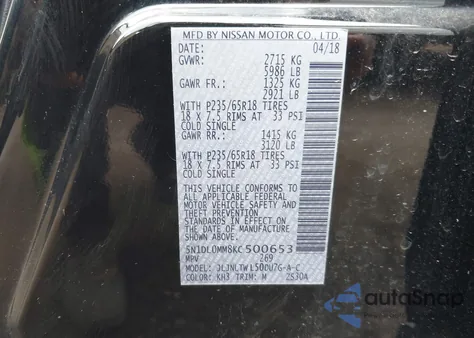 MFD BY NISSAN MOTOR CO., LTD.
DATE: 04/18
GVWR: 2715 KG
5986 LB
GAWR FR.: 1325 KG
2921 LB
WITH P235/65R18 TIRES
18 X 7.5 RIMS AT 33 PSI
COLD SINGLE
GAWR RR.: 1415 KG
3120 LB
WITH P235/65R18 TIRES
18 X 7.5 RIMS AT 33 PSI
COLD SINGLE
THIS VEHICLE CONFORMS TO
ALL APPLICABLE FEDERAL
MOTOR VEHICLE SAFETY AND
THEFT PREVENTION
STANDARDS IN EFFECT ON
THE DATE OF MANUFACTURE
SHOWN ABOVE.
5N1DL0MM8KC500653
MPV 269
MODEL: JLJNLTWL50UZG-A-C
COLOR: KH3 TRIM: M ZS30A
autoSnap